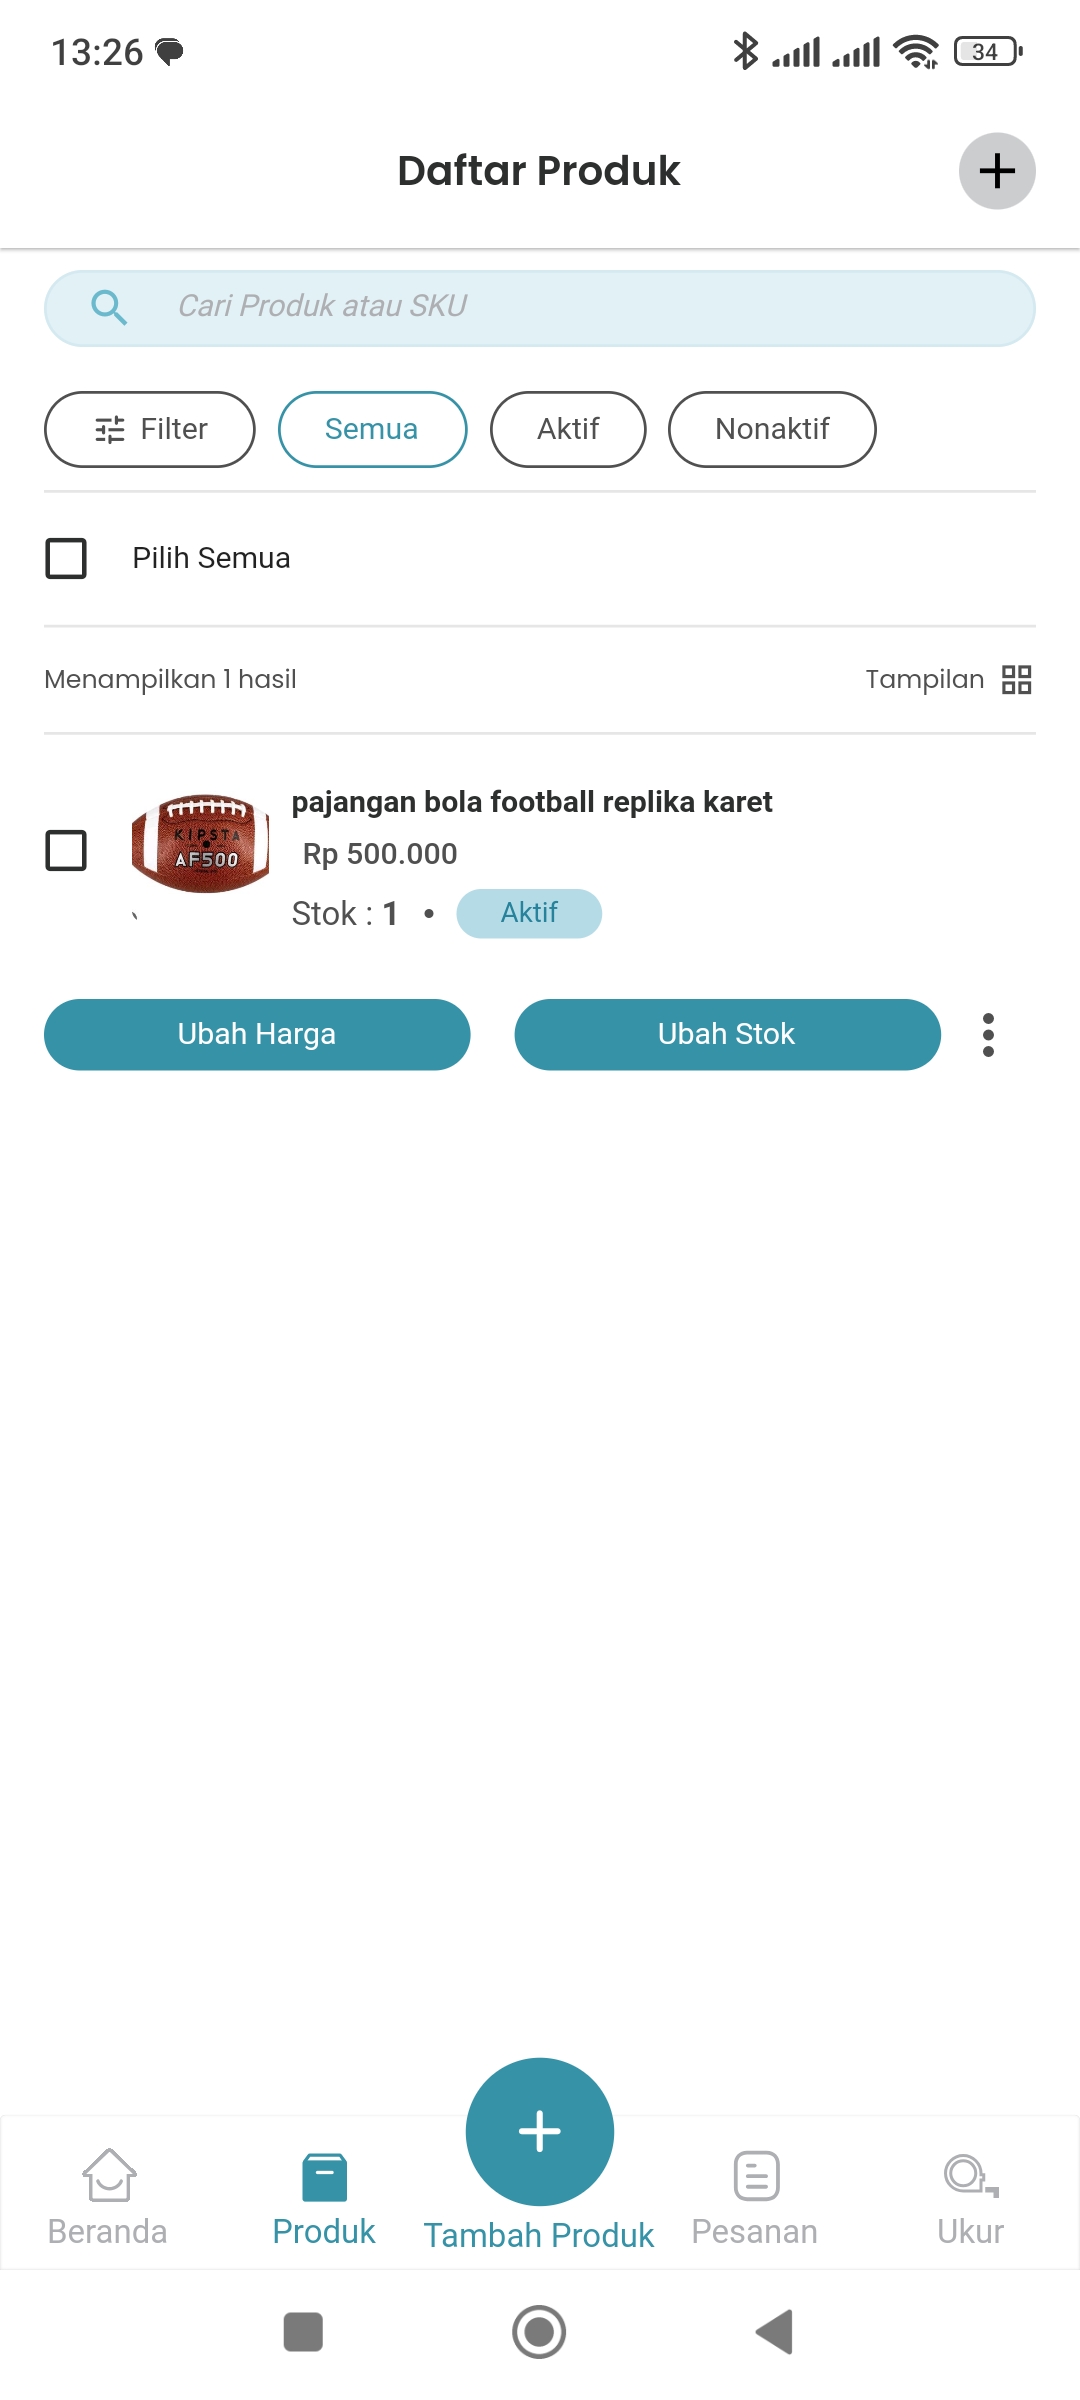 13:26
34
Daftar Produk
Cari Produk atau SKU
Filter
Semua
Aktif
Nonaktif
Pilih Semua
Menampilkan 1 hasil
Tampilan
pajangan bola football replika karet
KIPSTA
AF500
Rp 500.000
Stok : 1 • Aktif
Ubah Harga
Ubah Stok
Beranda
Produk
Tambah Produk
Pesanan
Ukur